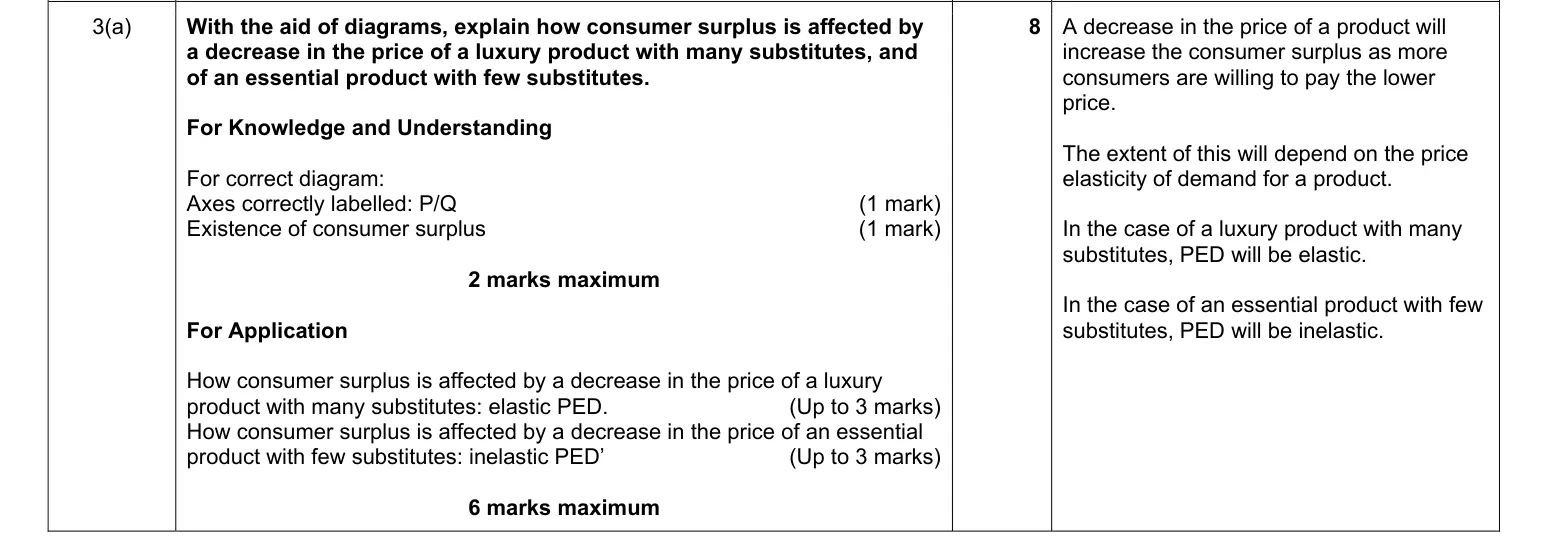 3(a)
With the aid of diagrams, explain how consumer surplus is affected by
a decrease in the price of a luxury product with many substitutes, and
of an essential product with few substitutes.
For Knowledge and Understanding
For correct diagram:
Axes correctly labelled: P/Q (1 mark)
Existence of consumer surplus (1 mark)
2 marks maximum
For Application
How consumer surplus is affected by a decrease in the price of a luxury
product with many substitutes: elastic PED. (Up to 3 marks)
How consumer surplus is affected by a decrease in the price of an essential
product with few substitutes: inelastic PED’ (Up to 3 marks)
6 marks maximum
8
A decrease in the price of a product will
increase the consumer surplus as more
consumers are willing to pay the lower
price.
The extent of this will depend on the price
elasticity of demand for a product.
In the case of a luxury product with many
substitutes, PED will be elastic.
In the case of an essential product with few
substitutes, PED will be inelastic.